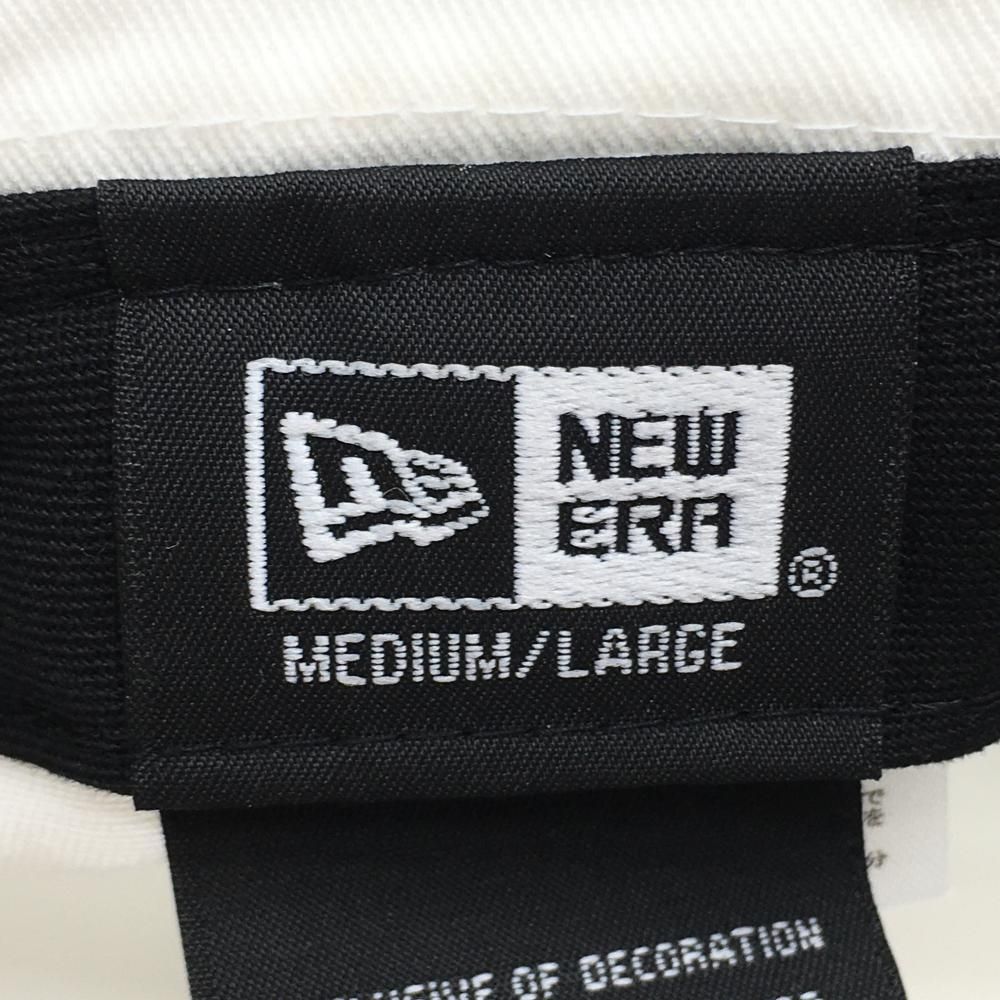 NEW
ERA
®
MEDIUM/LARGE
OF DECORATION